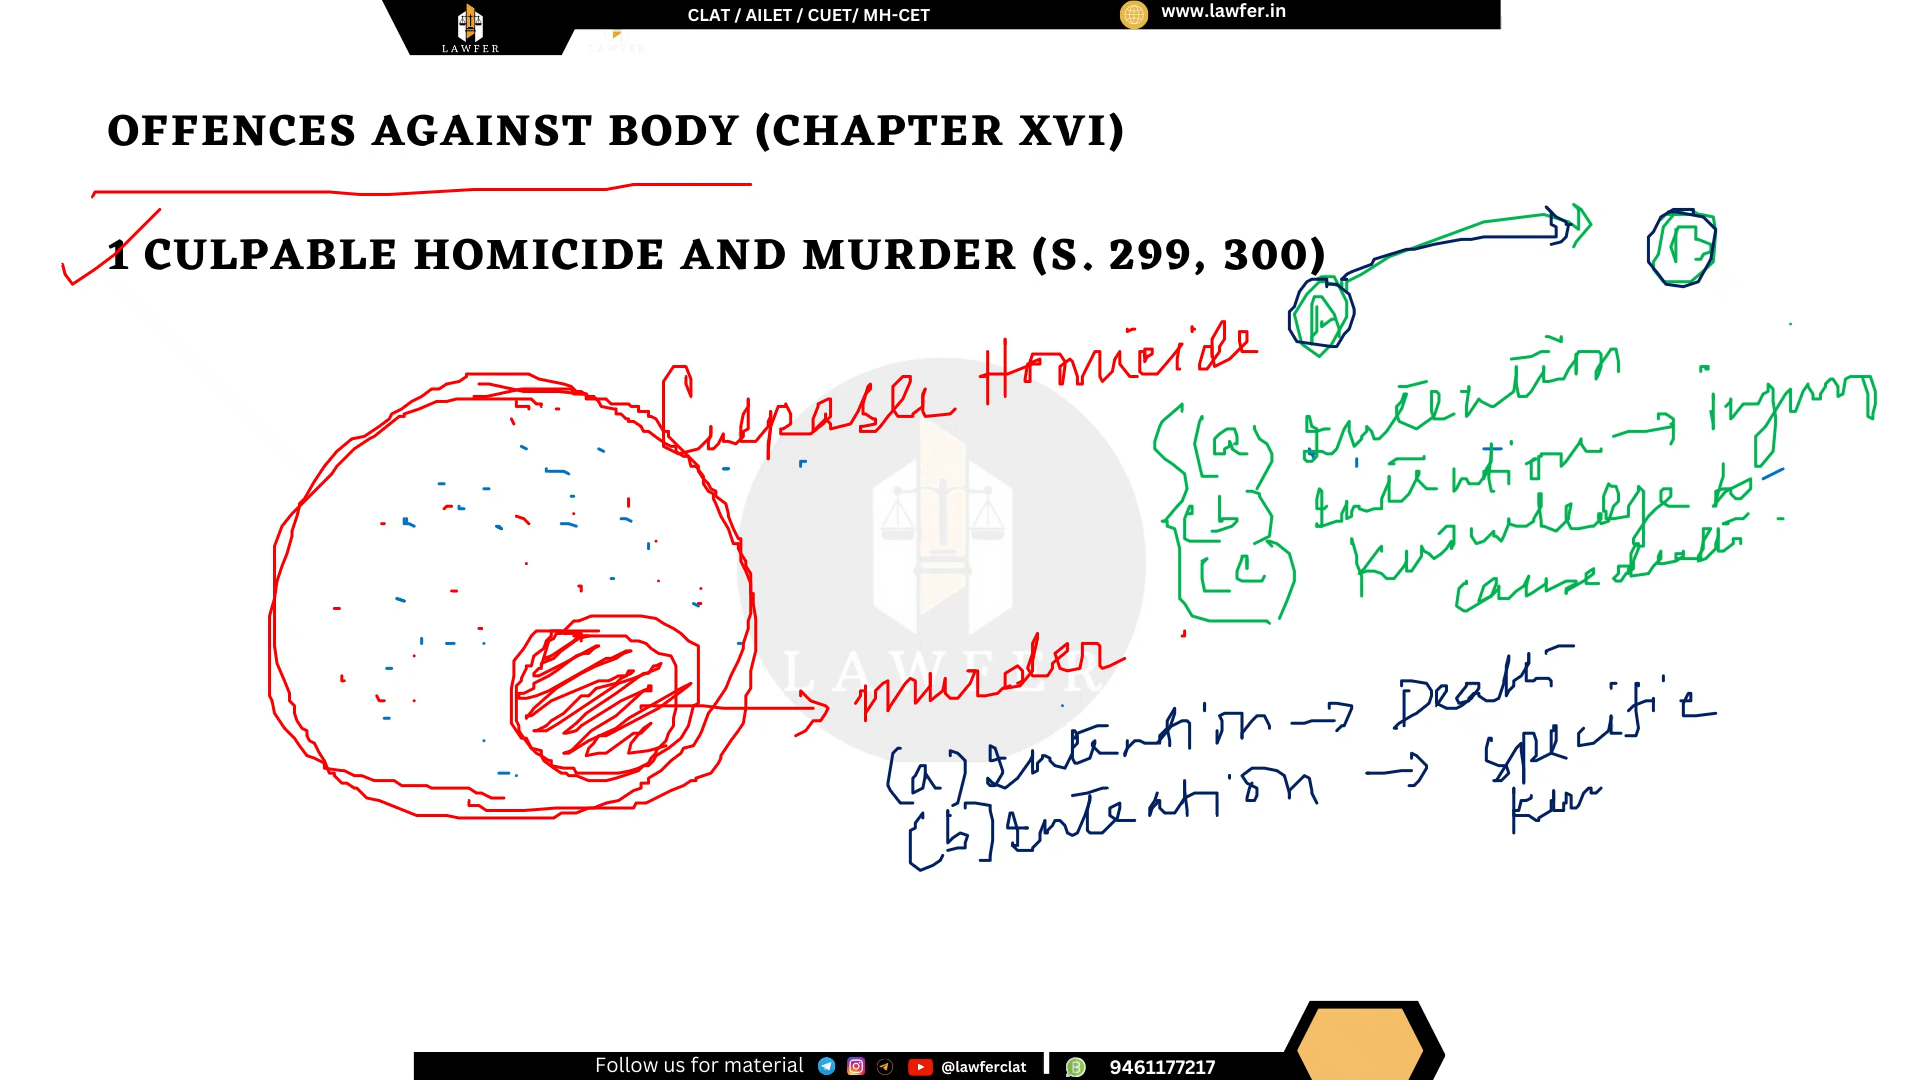 CLAT / AILET / CUET/ MH-CET
www.lawfer.in
LAWFER
LAWFER
OFFENCES AGAINST BODY (CHAPTER XVI)
1 CULPABLE HOMICIDE AND MURDER (S. 299, 300)
A
Culpable Homicide
(a) Intention
(b) Intention → injury
(c) Knowledge to
cause death
LAWFER
murder
(a) Intention → Death
(b) Intention → specific
Follow us for material
@lawferclat
9461177217